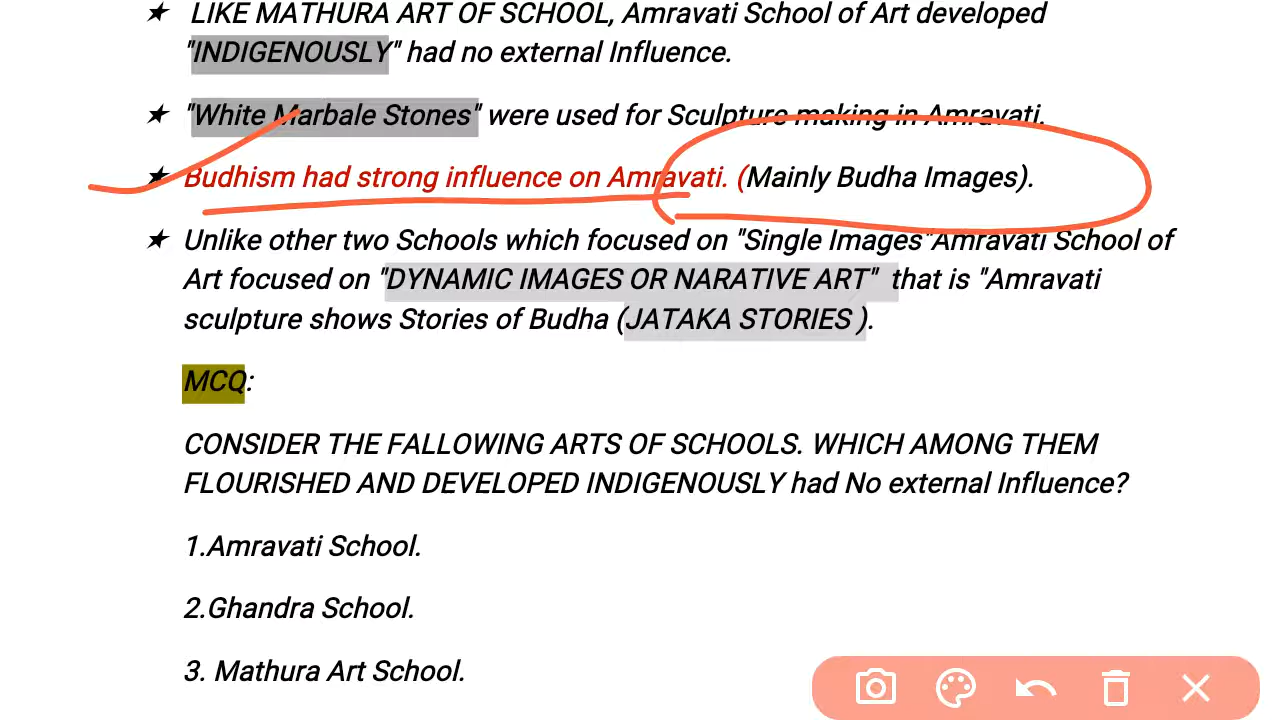 ★ LIKE MATHURA ART OF SCHOOL, Amravati School of Art developed
"INDIGENOUSLY" had no external Influence.
★ "White Marbale Stones" were used for Sculpture making in Amravati.
★ Budhism had strong influence on Amravati. (Mainly Budha Images).
★ Unlike other two Schools which focused on "Single Images"Amravati School of
Art focused on "DYNAMIC IMAGES OR NARATIVE ART" that is "Amravati
sculpture shows Stories of Budha (JATAKA STORIES ).
MCQ:
CONSIDER THE FALLOWING ARTS OF SCHOOLS. WHICH AMONG THEM
FLOURISHED AND DEVELOPED INDIGENOUSLY had No external Influence?
1.Amravati School.
2.Ghandra School.
3. Mathura Art School.